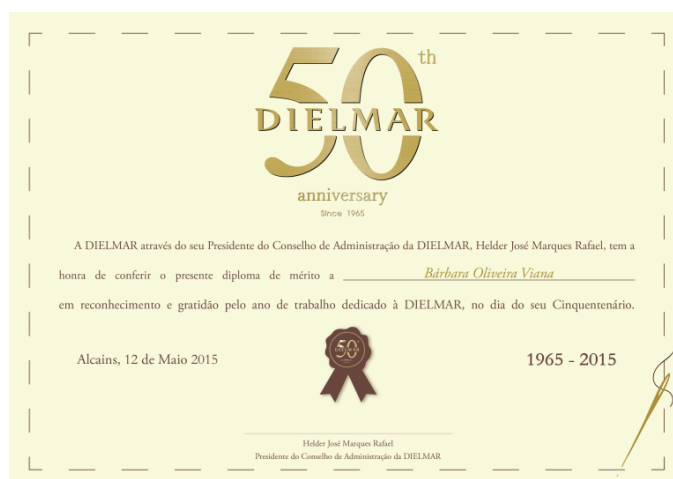 50th
DIELMAR
anniversary
Since 1965
A DIELMAR através do seu Presidente do Conselho de Administração da DIELMAR, Helder José Marques Rafael, tem a
honra de conferir o presente diploma de mérito a Bárbara Oliveira Viana
em reconhecimento e gratidão pelo ano de trabalho dedicado à DIELMAR, no dia do seu Cinquentenário.
50
DIELMAR
Alcains, 12 de Maio 2015
1965 - 2015
Helder José Marques Rafael
Presidente do Conselho de Administração da DIELMAR